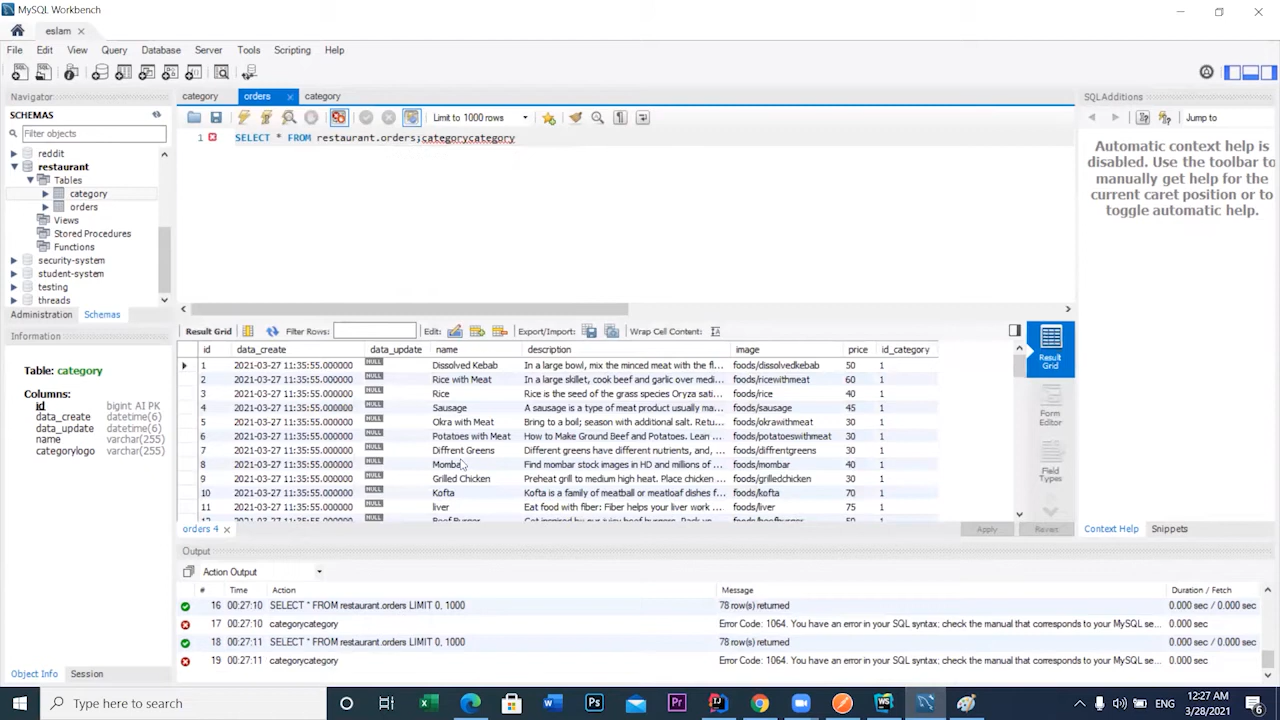 MySQL Workbench
eslam
File Edit View Query Database Server Tools Scripting Help
Navigator
SCHEMAS
Filter objects
reddit
restaurant
Tables
category
orders
Views
Stored Procedures
Functions
security-system
student-system
testing
threads
Administration Schemas
Information
Table: category
Columns:
id bigint AI PK
data_create datetime(6)
data_update datetime(6)
name varchar(255)
categorylogo varchar(255)
Object Info Session
category orders category
Limit to 1000 rows
1 SELECT * FROM restaurant.orders;categorycategory
Result Grid Filter Rows: Edit: Export/Import: Wrap Cell Content:
id data_create data_update name description image price id_category
1 2021-03-27 11:35:55.000000 NULL Dissolved Kebab In a large bowl, mix the minced meat with the fl... foods/dissolvedkebab 50 1
2 2021-03-27 11:35:55.000000 NULL Rice with Meat In a large skillet, cook beef and garlic over medi... foods/ricewithmeat 60 1
3 2021-03-27 11:35:55.000000 NULL Rice Rice is the seed of the grass species Oryza sati... foods/rice 40 1
4 2021-03-27 11:35:55.000000 NULL Sausage A sausage is a type of meat product usually ma... foods/sausage 45 1
5 2021-03-27 11:35:55.000000 NULL Okra with Meat Bring to a boil; season with additional salt. Retu... foods/okrawithmeat 30 1
6 2021-03-27 11:35:55.000000 NULL Potatoes with Meat How to Make Ground Beef and Potatoes. Lean ... foods/potatoeswithmeat 30 1
7 2021-03-27 11:35:55.000000 NULL Diffrent Greens Different greens have different nutrients, and, ... foods/diffrentgreens 30 1
8 2021-03-27 11:35:55.000000 NULL Mombar Find mombar stock images in HD and millions of ... foods/mombar 40 1
9 2021-03-27 11:35:55.000000 NULL Grilled Chicken Preheat grill to medium high heat. Place chicken ... foods/grilledchicken 30 1
10 2021-03-27 11:35:55.000000 NULL Kofta Kofta is a family of meatball or meatloaf dishes f... foods/kofta 70 1
11 2021-03-27 11:35:55.000000 NULL liver Eat food with fiber: Fiber helps your liver work ... foods/liver 75 1
Result Grid
Form Editor
Field Types
orders 4
Apply Revert
SQLAdditions
Jump to
Automatic context help is
disabled. Use the toolbar to
manually get help for the
current caret position or to
toggle automatic help.
Context Help Snippets
Output
Action Output
# Time Action Message Duration / Fetch
16 00:27:10 SELECT * FROM restaurant.orders LIMIT 0, 1000 78 row(s) returned 0.000 sec / 0.000 sec
17 00:27:10 categorycategory Error Code: 1064. You have an error in your SQL syntax; check the manual that corresponds to your MySQL se... 0.000 sec
18 00:27:11 SELECT * FROM restaurant.orders LIMIT 0, 1000 78 row(s) returned 0.000 sec / 0.000 sec
19 00:27:11 categorycategory Error Code: 1064. You have an error in your SQL syntax; check the manual that corresponds to your MySQL se... 0.000 sec
Type here to search
ENG
12:27 AM
3/28/2021
6